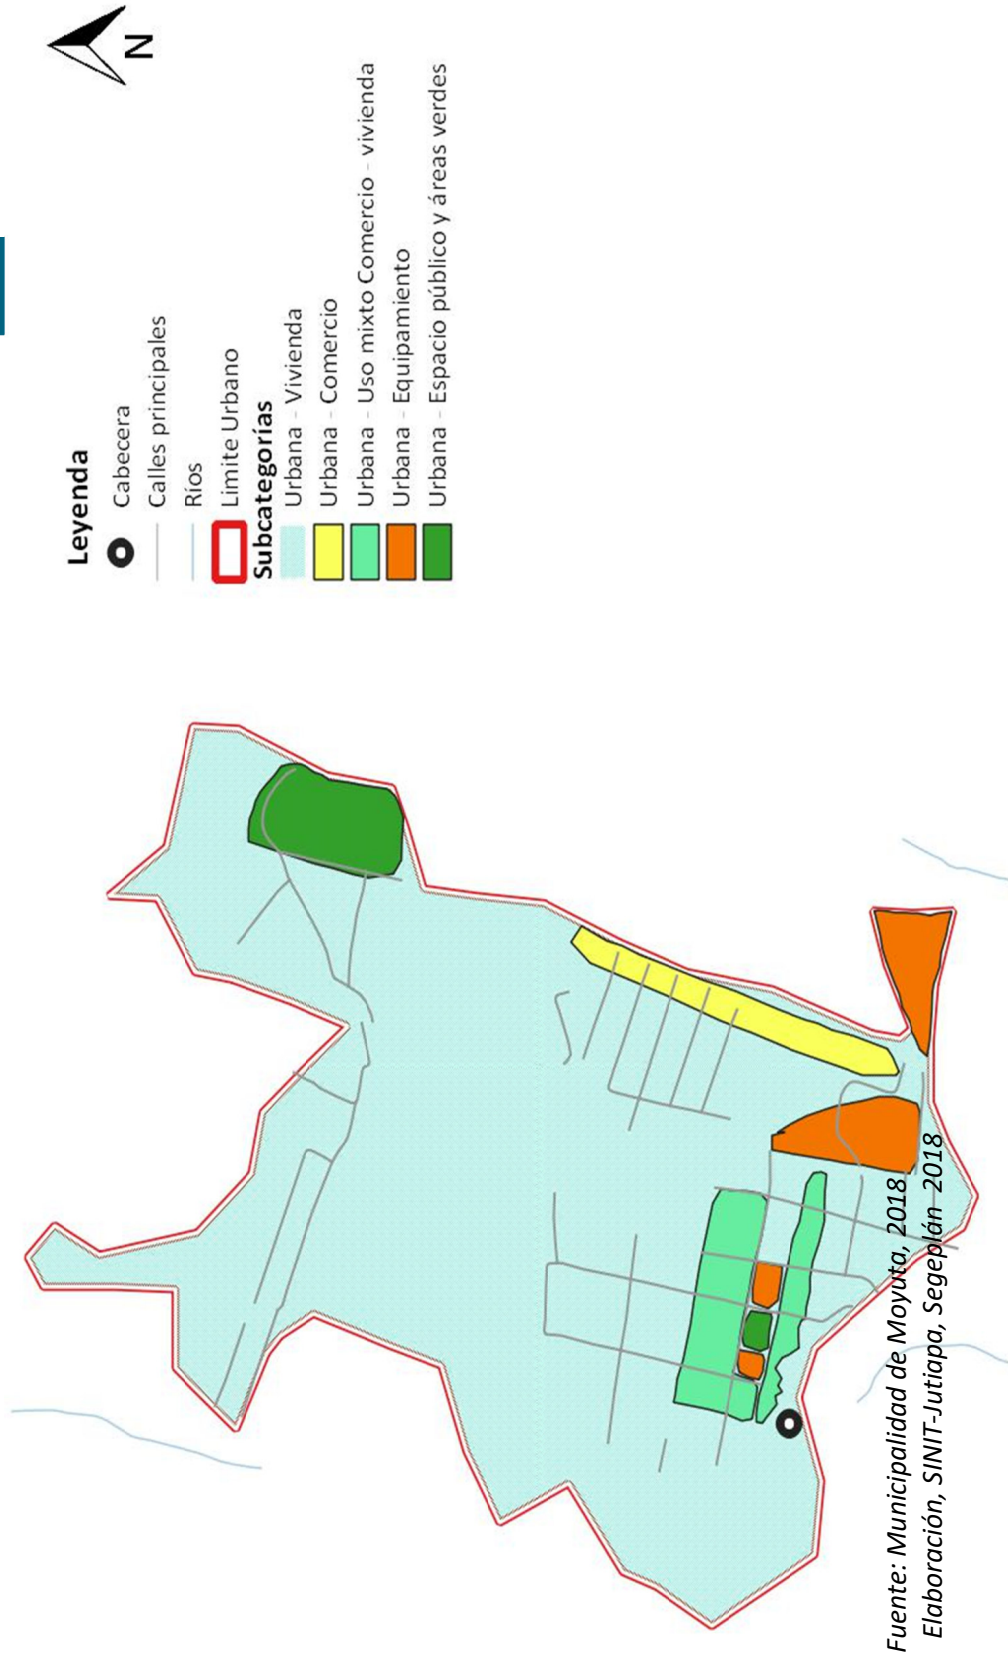 N
Leyenda
Cabecera
Calles principales
Ríos
Limite Urbano
Subcategorías
Urbana - Vivienda
Urbana - Comercio
Urbana - Uso mixto Comercio - vivienda
Urbana - Equipamiento
Urbana - Espacio público y áreas verdes
Fuente: Municipalidad de Moyuta, 2018
Elaboración, SINIT-Jutiapa, Segeplán 2018